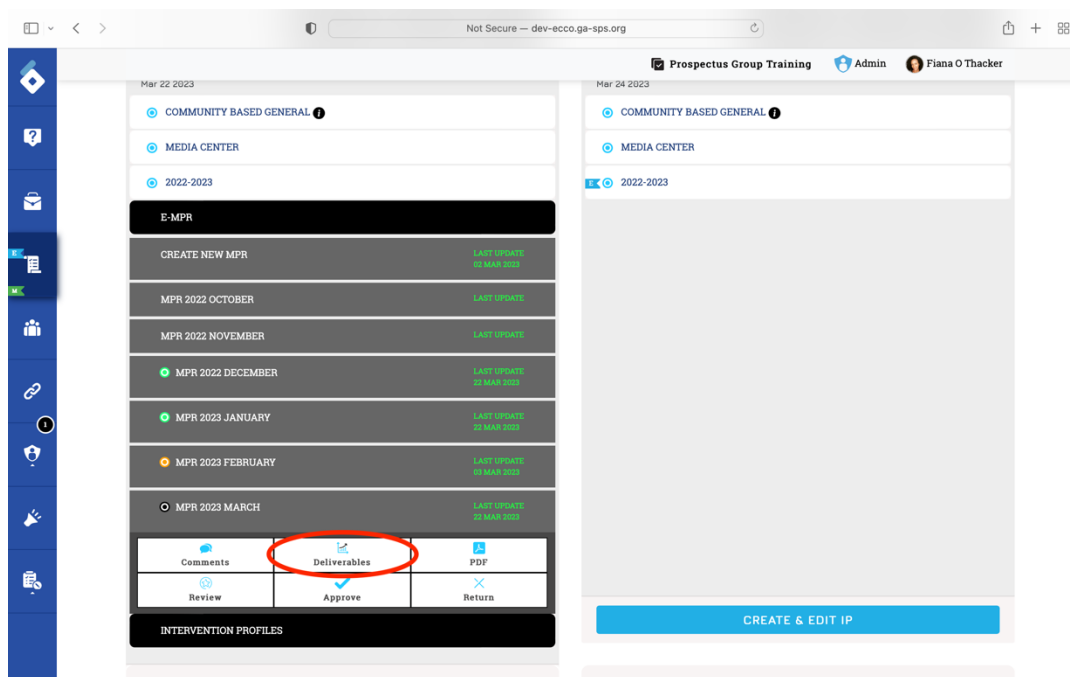 Not Secure — dev-ecco.ga-sps.org
Prospectus Group Training
Admin
Fiana O Thacker
Mar 22 2023
COMMUNITY BASED GENERAL i
MEDIA CENTER
2022-2023
E-MPR
CREATE NEW MPR
LAST UPDATE
02 MAR 2023
MPR 2022 OCTOBER
LAST UPDATE
MPR 2022 NOVEMBER
LAST UPDATE
MPR 2022 DECEMBER
LAST UPDATE
22 MAR 2023
MPR 2023 JANUARY
LAST UPDATE
22 MAR 2023
MPR 2023 FEBRUARY
LAST UPDATE
03 MAR 2023
MPR 2023 MARCH
LAST UPDATE
22 MAR 2023
Comments
Deliverables
PDF
Review
Approve
Return
INTERVENTION PROFILES
Mar 24 2023
COMMUNITY BASED GENERAL i
MEDIA CENTER
E
2022-2023
CREATE & EDIT IP
E
M
1